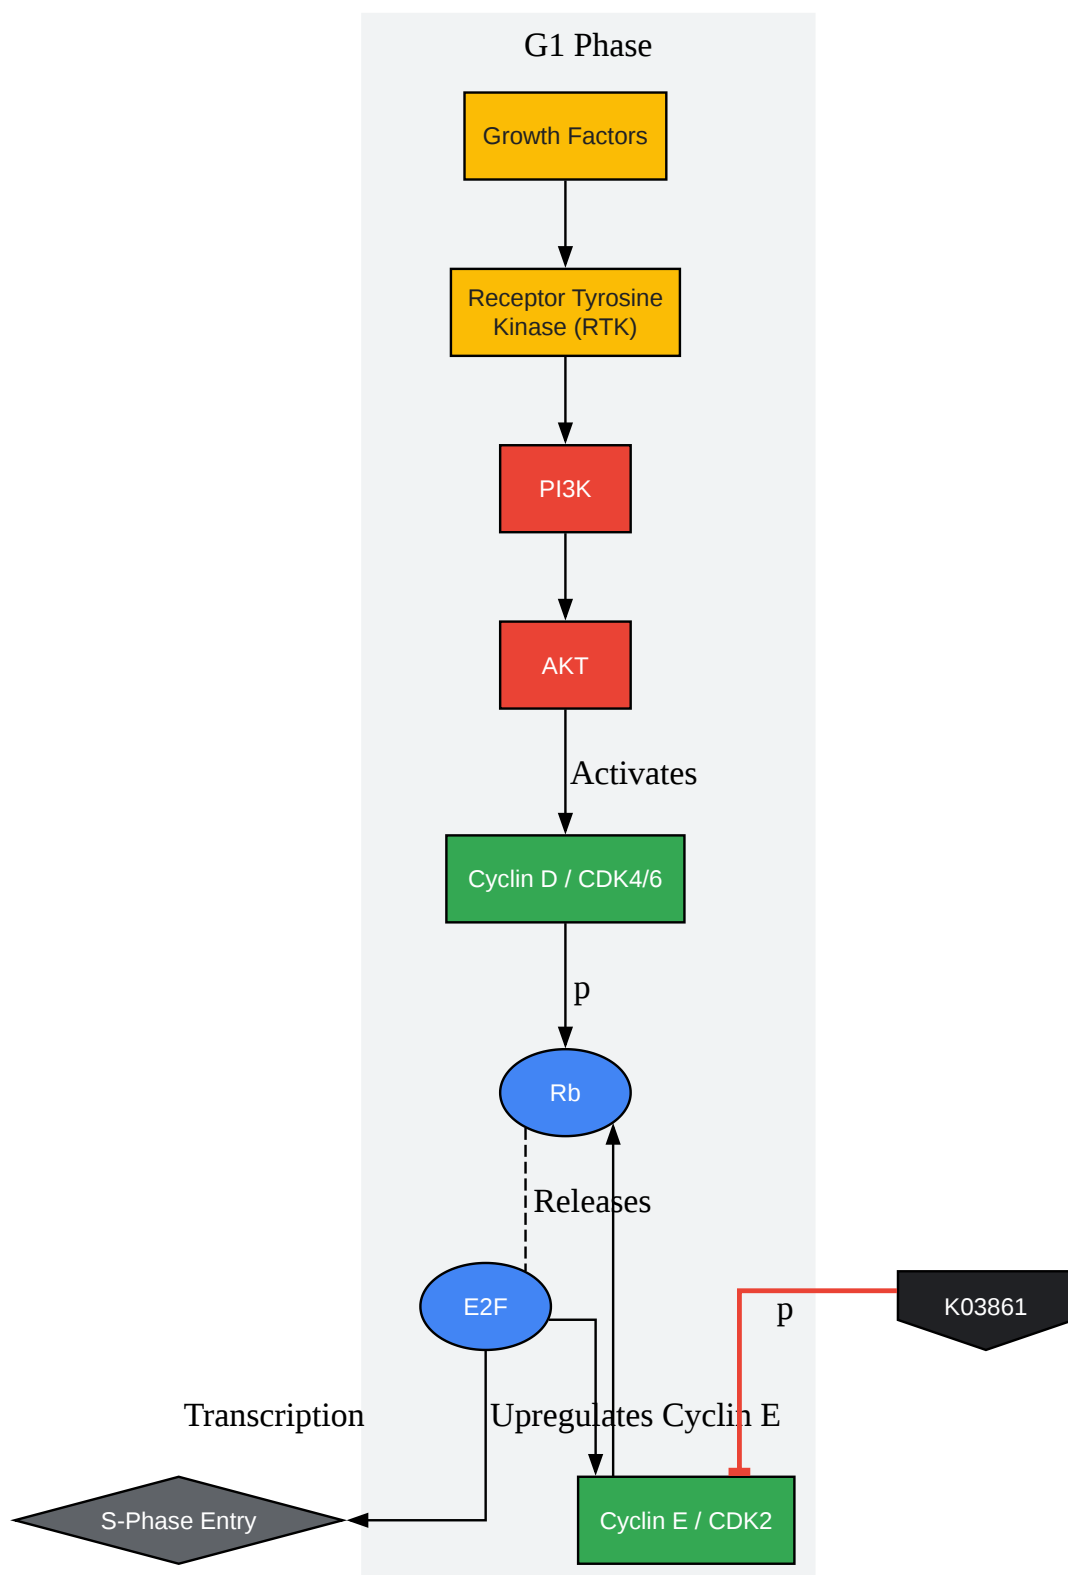 G1 Phase
Growth Factors
Receptor Tyrosine
Kinase (RTK)
PI3K
AKT
Activates
Cyclin D / CDK4/6
p
Rb
Releases
E2F
K03861
p
Transcription
Upregulates Cyclin E
S-Phase Entry
Cyclin E / CDK2